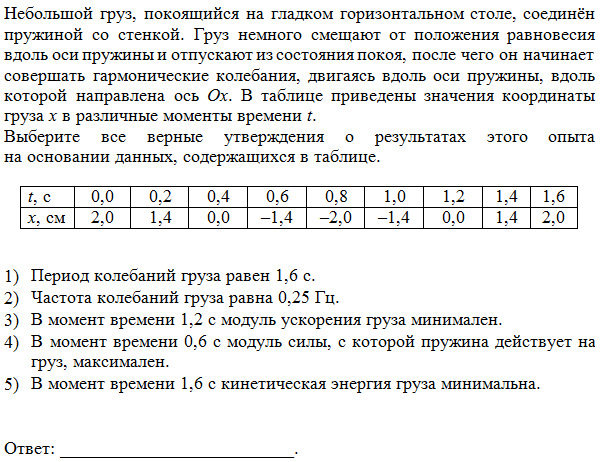 Небольшой груз, покоящийся на гладком горизонтальном столе, соединён
пружиной со стенкой. Груз немного смещают от положения равновесия
вдоль оси пружины и отпускают из состояния покоя, после чего он начинает
совершать гармонические колебания, двигаясь вдоль оси пружины, вдоль
которой направлена ось Ox. В таблице приведены значения координаты
груза x в различные моменты времени t.
Выберите все верные утверждения о результатах этого опыта
на основании данных, содержащихся в таблице.
t, с 0,0 0,2 0,4 0,6 0,8 1,0 1,2 1,4 1,6
x, см 2,0 1,4 0,0 –1,4 –2,0 –1,4 0,0 1,4 2,0
1) Период колебаний груза равен 1,6 с.
2) Частота колебаний груза равна 0,25 Гц.
3) В момент времени 1,2 с модуль ускорения груза минимален.
4) В момент времени 0,6 с модуль силы, с которой пружина действует на
груз, максимален.
5) В момент времени 1,6 с кинетическая энергия груза минимальна.
Ответ: ___________________________.